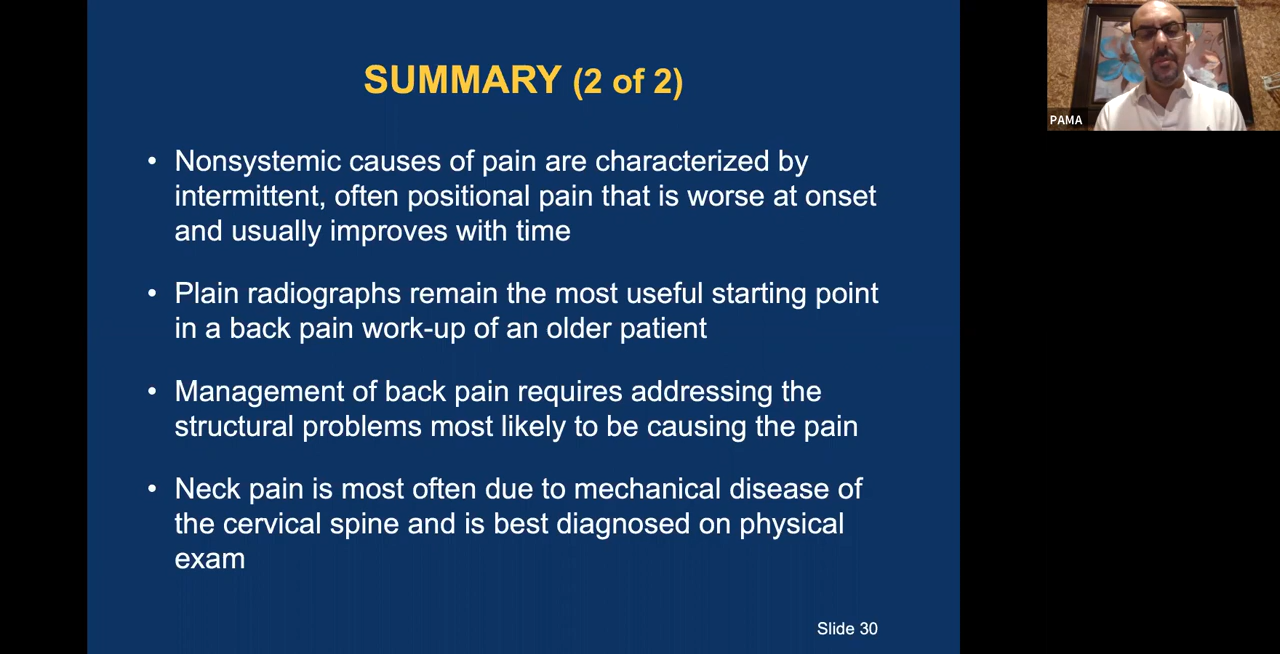 SUMMARY (2 of 2)
• Nonsystemic causes of pain are characterized by
intermittent, often positional pain that is worse at onset
and usually improves with time
• Plain radiographs remain the most useful starting point
in a back pain work-up of an older patient
• Management of back pain requires addressing the
structural problems most likely to be causing the pain
• Neck pain is most often due to mechanical disease of
the cervical spine and is best diagnosed on physical
exam
Slide 30
PAMA